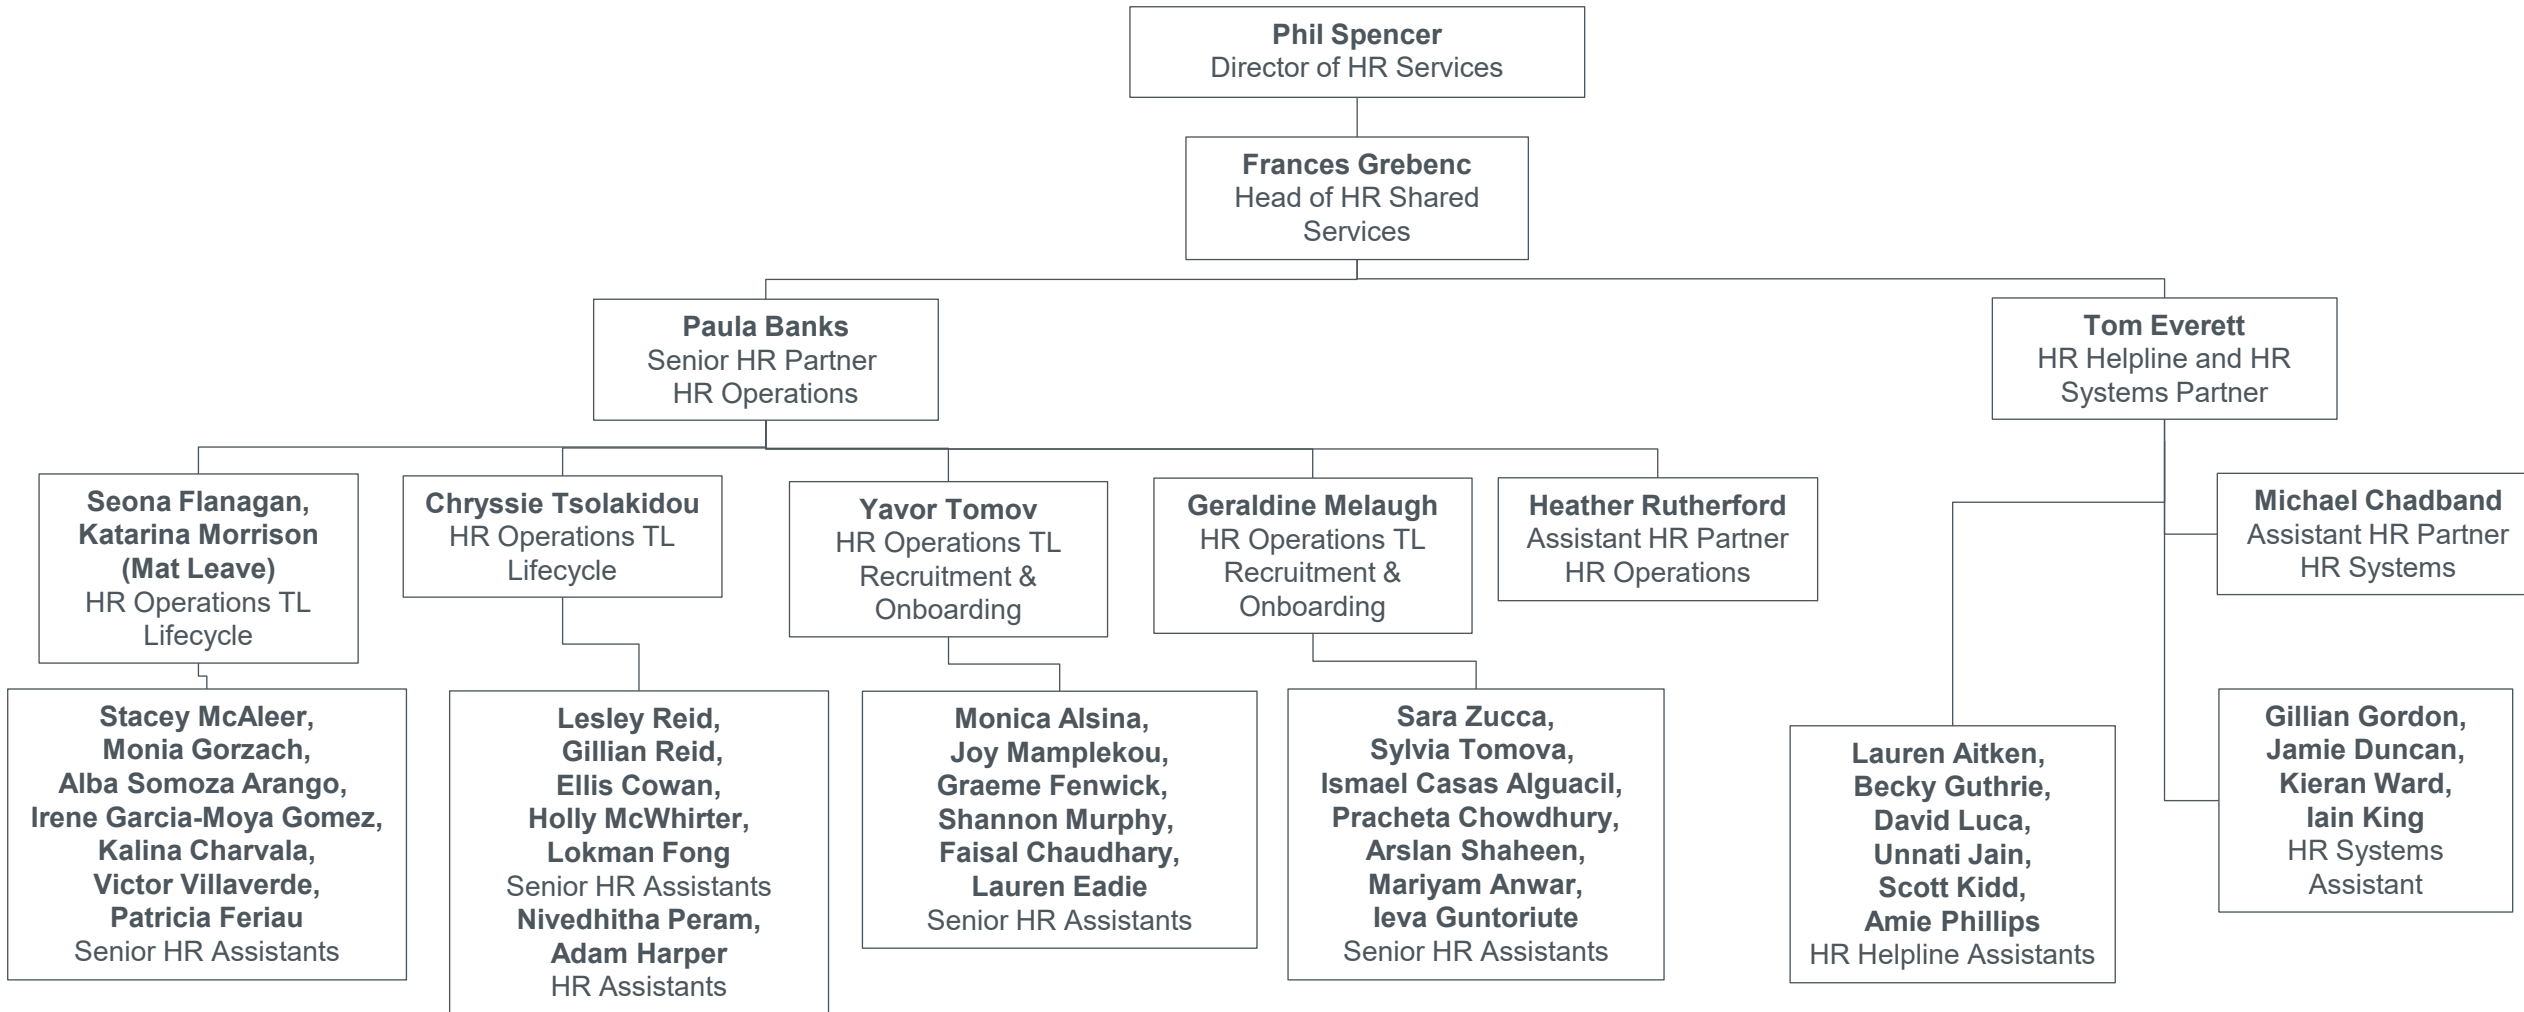 Phil Spencer
Director of HR Services
Frances Grebenc
Head of HR Shared
Services
Paula Banks
Senior HR Partner
HR Operations
Tom Everett
HR Helpline and HR
Systems Partner
Seona Flanagan,
Katarina Morrison
(Mat Leave)
HR Operations TL
Lifecycle
Chryssie Tsolakidou
HR Operations TL
Lifecycle
Yavor Tomov
HR Operations TL
Recruitment &
Onboarding
Geraldine Melaugh
HR Operations TL
Recruitment &
Onboarding
Heather Rutherford
Assistant HR Partner
HR Operations
Michael Chadband
Assistant HR Partner
HR Systems
Stacey McAleer,
Monia Gorzach,
Alba Somoza Arango,
Irene Garcia-Moya Gomez,
Kalina Charvala,
Victor Villaverde,
Patricia Feriau
Senior HR Assistants
Lesley Reid,
Gillian Reid,
Ellis Cowan,
Holly McWhirter,
Lokman Fong
Senior HR Assistants
Nivedhitha Peram,
Adam Harper
HR Assistants
Monica Alsina,
Joy Mamplekou,
Graeme Fenwick,
Shannon Murphy,
Faisal Chaudhary,
Lauren Eadie
Senior HR Assistants
Sara Zucca,
Sylvia Tomova,
Ismael Casas Alguacil,
Pracheta Chowdhury,
Arslan Shaheen,
Mariyam Anwar,
Ieva Guntoriute
Senior HR Assistants
Lauren Aitken,
Becky Guthrie,
David Luca,
Unnati Jain,
Scott Kidd,
Amie Phillips
HR Helpline Assistants
Gillian Gordon,
Jamie Duncan,
Kieran Ward,
Iain King
HR Systems
Assistant